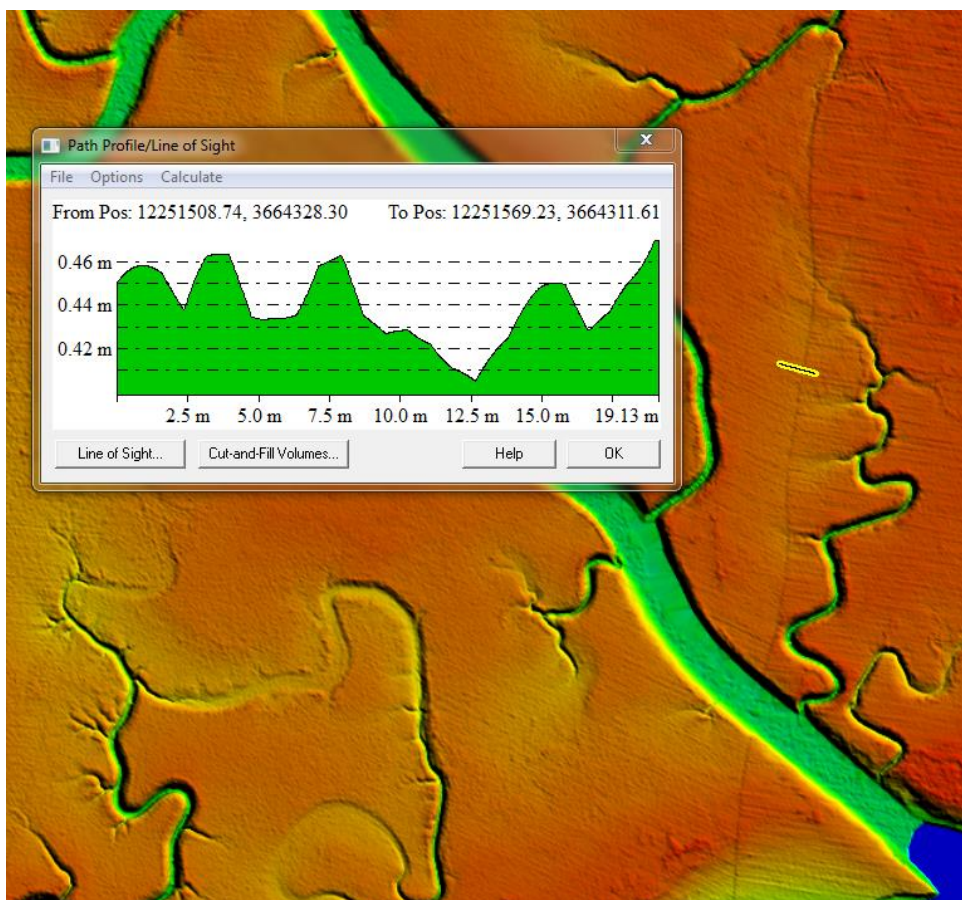 Path Profile/Line of Sight
x
File Options Calculate
From Pos: 12251508.74, 3664328.30 To Pos: 12251569.23, 3664311.61
0.46 m
0.44 m
0.42 m
2.5 m 5.0 m 7.5 m 10.0 m 12.5 m 15.0 m 19.13 m
Line of Sight... Cut-and-Fill Volumes... Help OK